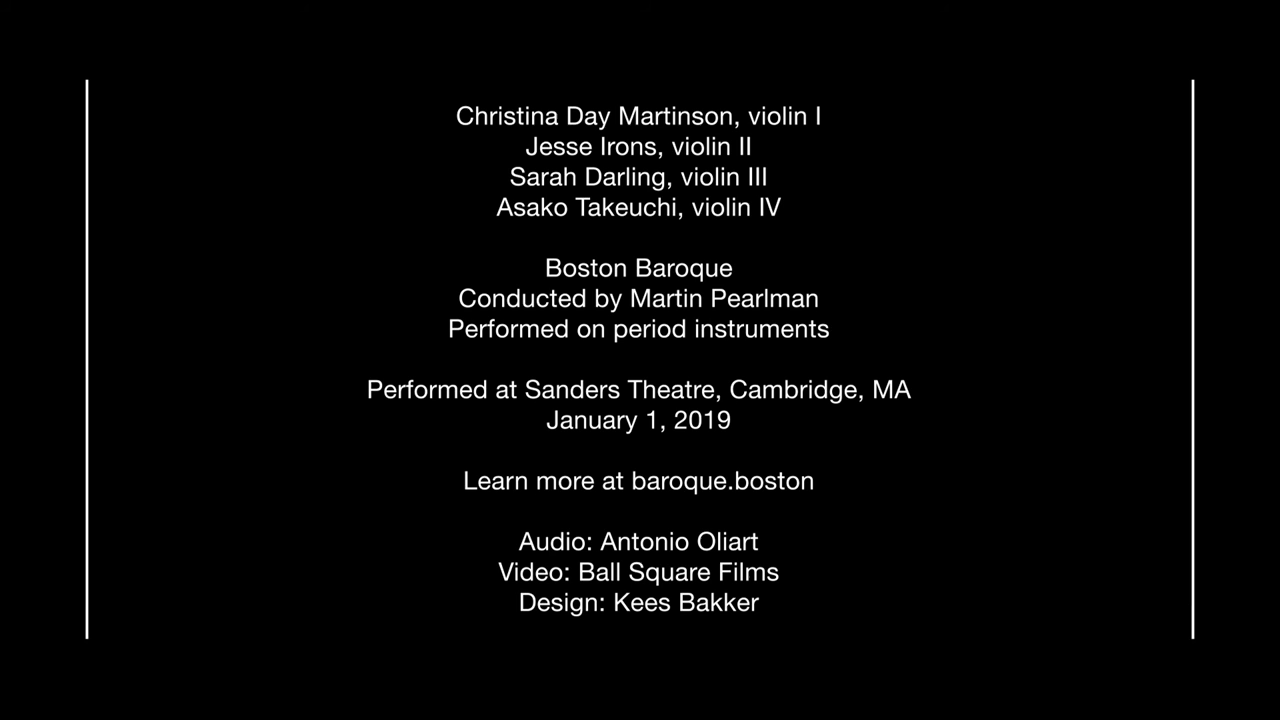 Christina Day Martinson, violin I
Jesse Irons, violin II
Sarah Darling, violin III
Asako Takeuchi, violin IV
Boston Baroque
Conducted by Martin Pearlman
Performed on period instruments
Performed at Sanders Theatre, Cambridge, MA
January 1, 2019
Learn more at baroque.boston
Audio: Antonio Oliart
Video: Ball Square Films
Design: Kees Bakker